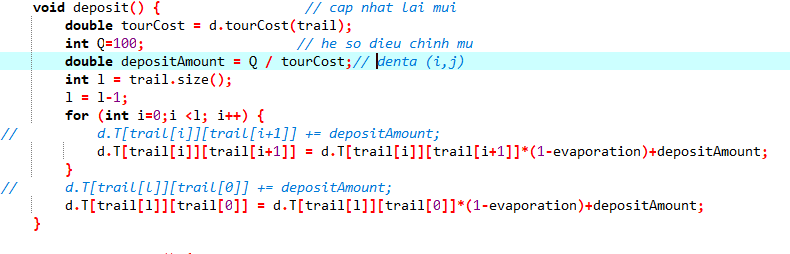 void deposit() { // cap nhat lai mui
double tourCost = d.tourCost(trail);
int Q=100; // he so dieu chinh mu
double depositAmount = Q / tourCost;// denta (i,j)
int l = trail.size();
l = l-1;
for (int i=0;i <l; i++) {
// d.T[trail[i]][trail[i+1]] += depositAmount;
d.T[trail[i]][trail[i+1]] = d.T[trail[i]][trail[i+1]]*(1-evaporation)+depositAmount;
}
// d.T[trail[l]][trail[0]] += depositAmount;
d.T[trail[l]][trail[0]] = d.T[trail[l]][trail[0]]*(1-evaporation)+depositAmount;
}